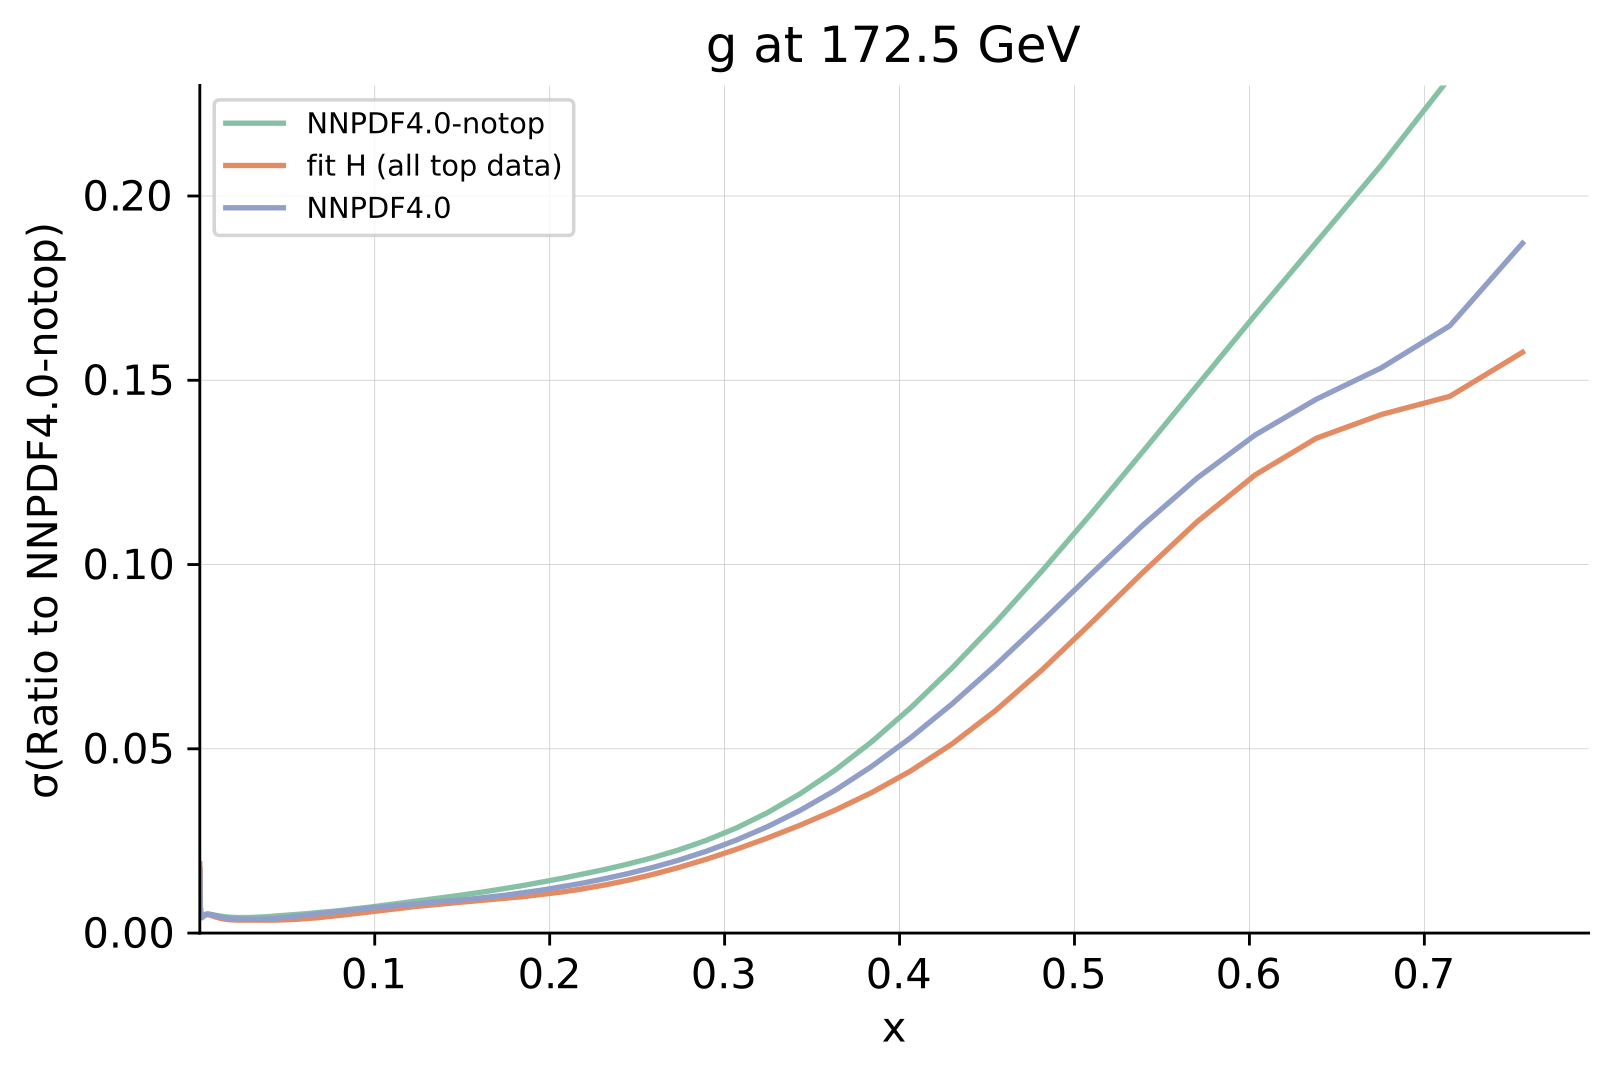 g at 172.5 GeV
NNPDF4.0-notop
fit H (all top data)
NNPDF4.0
σ(Ratio to NNPDF4.0-notop)
0.20
0.15
0.10
0.05
0.00
0.1 0.2 0.3 0.4 0.5 0.6 0.7
x